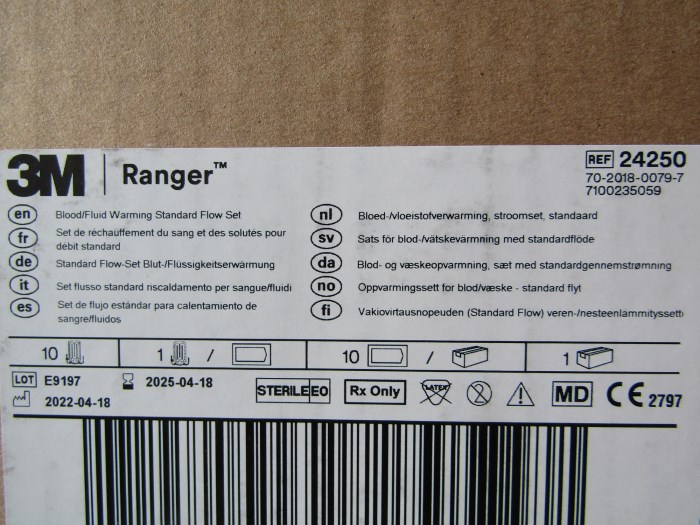 3M Ranger™
REF 24250
70-2018-0079-7
7100235059
en Blood/Fluid Warming Standard Flow Set
fr Set de réchauffement du sang et des solutés pour
débit standard
de Standard Flow-Set Blut-/Flüssigkeitserwärmung
it Set flusso standard riscaldamento per sangue/fluidi
es Set de flujo estándar para calentamiento de
sangre/fluidos
nl Bloed-/vloeistofverwarming, stroomset, standaard
sv Sats för blod-/vätskevärmning med standardflöde
da Blod- og væskeopvarmning, sæt med standardgennemstrømning
no Oppvarmingssett for blod/væske - standard flyt
fi Vakiovirtausnopeuden (Standard Flow) veren-/nesteenlämmityssetti
10 1 / 10 / 1
LOT E9197 2025-04-18
2022-04-18
STERILE EO Rx Only LATEX 2 MD CE 2797